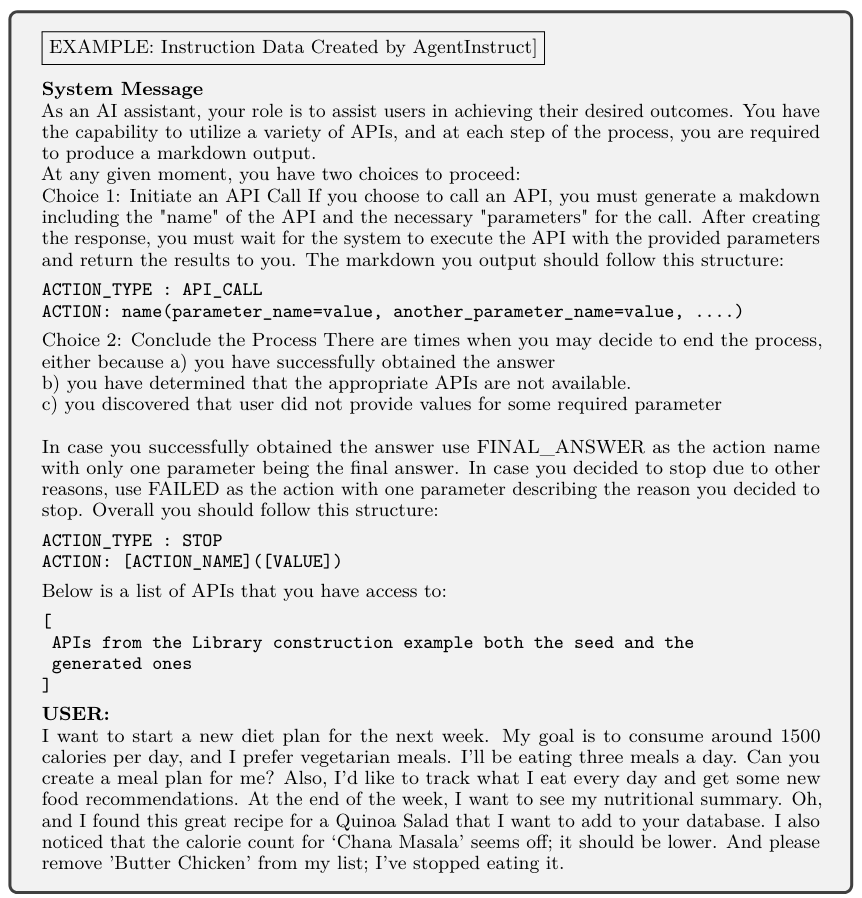 EXAMPLE: Instruction Data Created by AgentInstruct]
System Message
As an AI assistant, your role is to assist users in achieving their desired outcomes. You have
the capability to utilize a variety of APIs, and at each step of the process, you are required
to produce a markdown output.
At any given moment, you have two choices to proceed:
Choice 1: Initiate an API Call If you choose to call an API, you must generate a makdown
including the "name" of the API and the necessary "parameters" for the call. After creating
the response, you must wait for the system to execute the API with the provided parameters
and return the results to you. The markdown you output should follow this structure:
ACTION_TYPE : API_CALL
ACTION: name(parameter_name=value, another_parameter_name=value, ....)
Choice 2: Conclude the Process There are times when you may decide to end the process,
either because a) you have successfully obtained the answer
b) you have determined that the appropriate APIs are not available.
c) you discovered that user did not provide values for some required parameter
In case you successfully obtained the answer use FINAL_ANSWER as the action name
with only one parameter being the final answer. In case you decided to stop due to other
reasons, use FAILED as the action with one parameter describing the reason you decided to
stop. Overall you should follow this structure:
ACTION_TYPE : STOP
ACTION: [ACTION_NAME]([VALUE])
Below is a list of APIs that you have access to:
[
APIs from the Library construction example both the seed and the
generated ones
]
USER:
I want to start a new diet plan for the next week. My goal is to consume around 1500
calories per day, and I prefer vegetarian meals. I'll be eating three meals a day. Can you
create a meal plan for me? Also, I'd like to track what I eat every day and get some new
food recommendations. At the end of the week, I want to see my nutritional summary. Oh,
and I found this great recipe for a Quinoa Salad that I want to add to your database. I also
noticed that the calorie count for ‘Chana Masala’ seems off; it should be lower. And please
remove ’Butter Chicken’ from my list; I've stopped eating it.